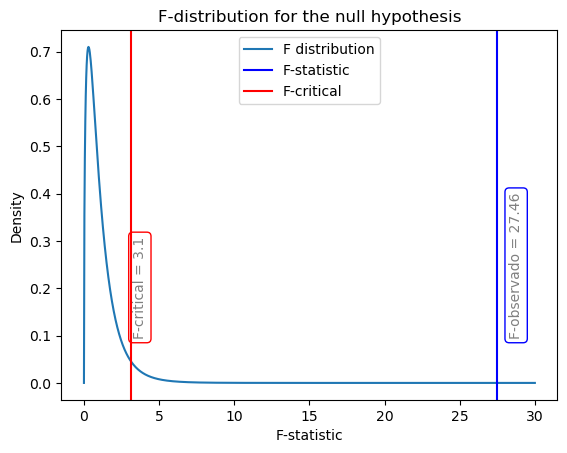 F-distribution for the null hypothesis
F distribution
F-statistic
F-critical
Density
0.7
0.6
0.5
0.4
0.3
0.2
0.1
0.0
F-critical = 3.1
F-observado = 27.46
0 5 10 15 20 25 30
F-statistic